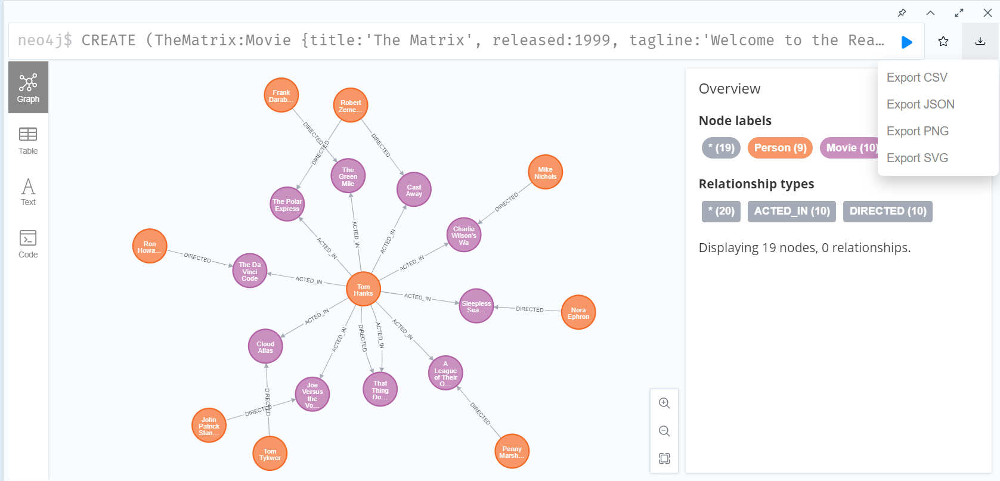 neo4j$ CREATE (TheMatrix:Movie {title:'The Matrix', released:1999, tagline:'Welcome to the Rea…
Graph
Table
Text
Code
Frank
Darab...
Robert
Zeme...
DIRECTED
DIRECTED
DIRECTED
The
Green
Mile
Cast
Away
Mike
Nichols
The Polar
Express
DIRECTED
ACTED_IN
ACTED_IN
ACTED_IN
Charlie
Wilson's
Wa
Ron
Howa...
DIRECTED
The Da
Vinci
Code
ACTED_IN
ACTED_IN
Tom
Hanks
ACTED_IN
Sleepless
Sea...
DIRECTED
Nora
Ephron
ACTED_IN
ACTED_IN
DIRECTED
ACTED_IN
ACTED_IN
Cloud
Atlas
A
League
of Their
O...
Joe
Versus
the
Vo...
That
Thing
Do...
DIRECTED
DIRECTED
DIRECTED
John
Patrick
Stan...
Tom
Tykwer
Penny
Marsh...
Overview
Node labels
* (19)
Person (9)
Movie (10)
Relationship types
* (20)
ACTED_IN (10)
DIRECTED (10)
Displaying 19 nodes, 0 relationships.
Export CSV
Export JSON
Export PNG
Export SVG